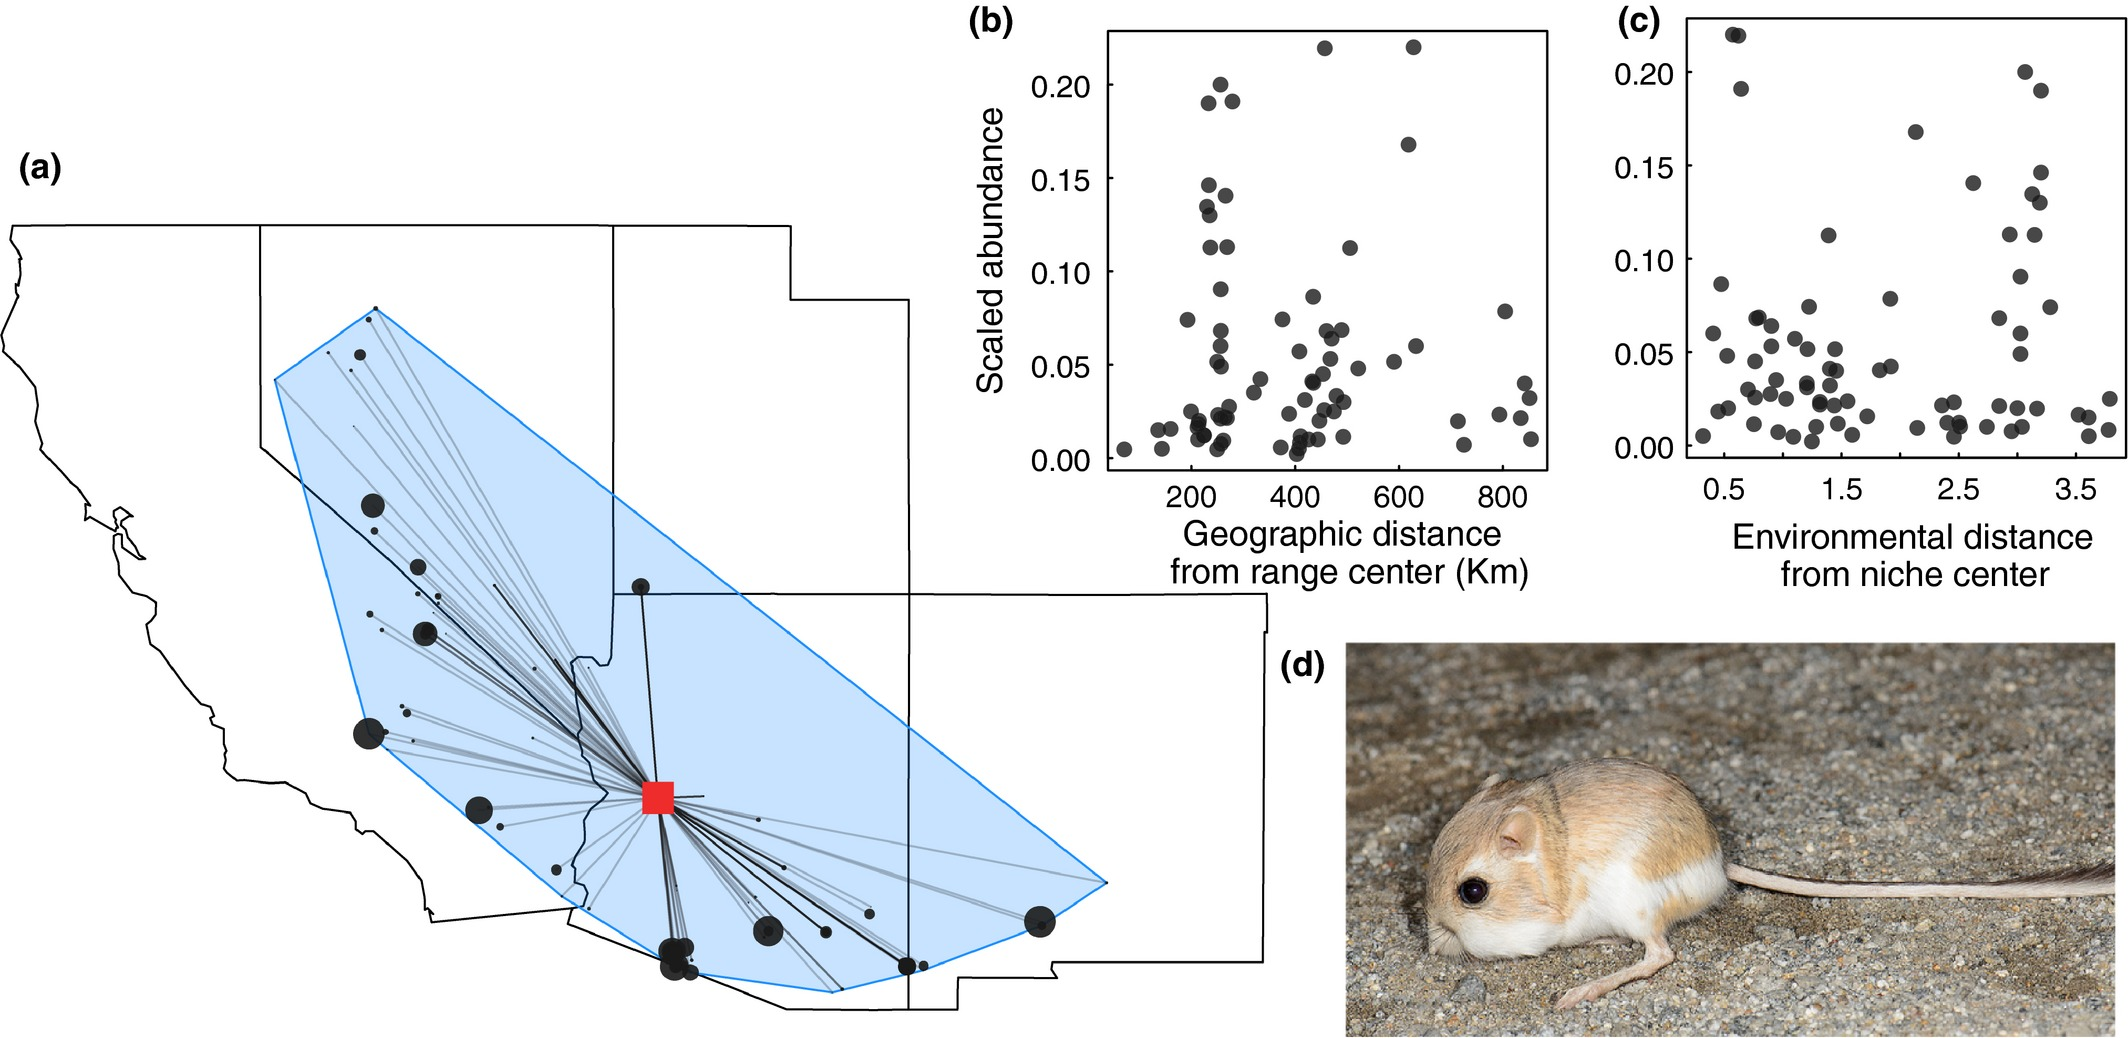 (a)
(b)
Scaled abundance
0.20
0.15
0.10
0.05
0.00
200 400 600 800
Geographic distance
from range center (Km)
(c)
0.20
0.15
0.10
0.05
0.00
0.5 1.5 2.5 3.5
Environmental distance
from niche center
(d)